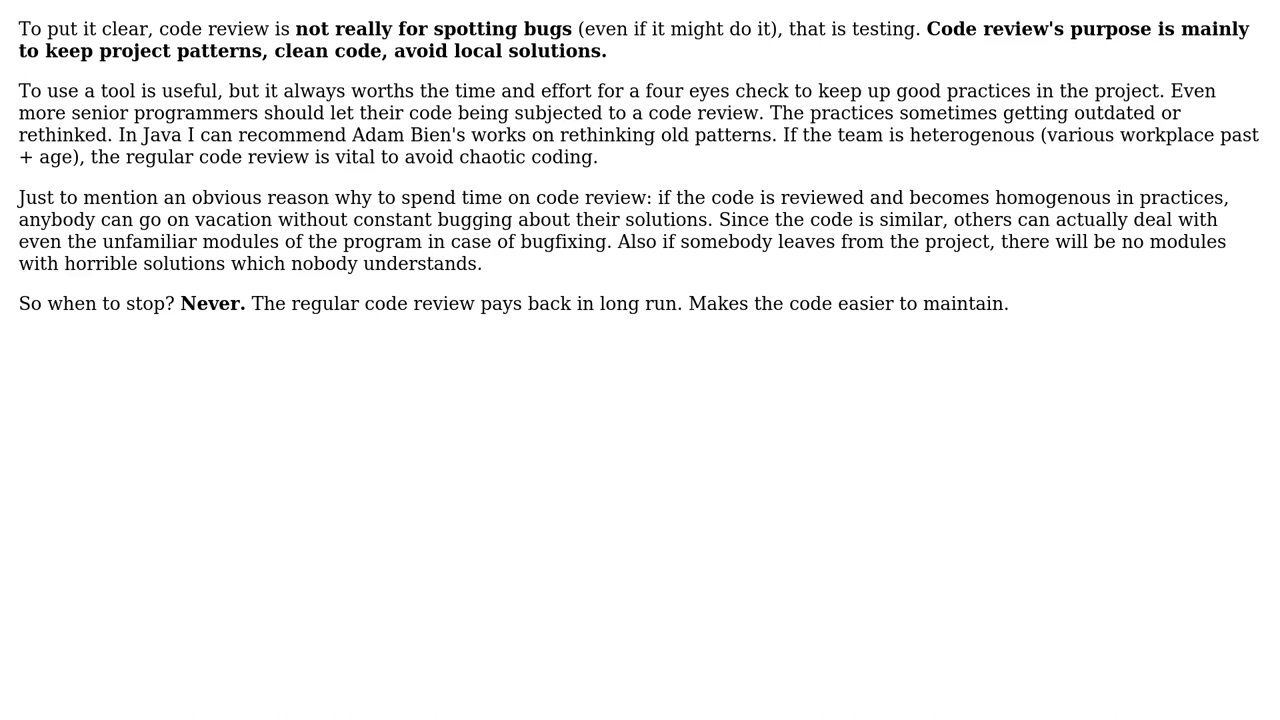 To put it clear, code review is not really for spotting bugs (even if it might do it), that is testing. Code review's purpose is mainly
to keep project patterns, clean code, avoid local solutions.
To use a tool is useful, but it always worths the time and effort for a four eyes check to keep up good practices in the project. Even
more senior programmers should let their code being subjected to a code review. The practices sometimes getting outdated or
rethinked. In Java I can recommend Adam Bien's works on rethinking old patterns. If the team is heterogenous (various workplace past
+ age), the regular code review is vital to avoid chaotic coding.
Just to mention an obvious reason why to spend time on code review: if the code is reviewed and becomes homogenous in practices,
anybody can go on vacation without constant bugging about their solutions. Since the code is similar, others can actually deal with
even the unfamiliar modules of the program in case of bugfixing. Also if somebody leaves from the project, there will be no modules
with horrible solutions which nobody understands.
So when to stop? Never. The regular code review pays back in long run. Makes the code easier to maintain.